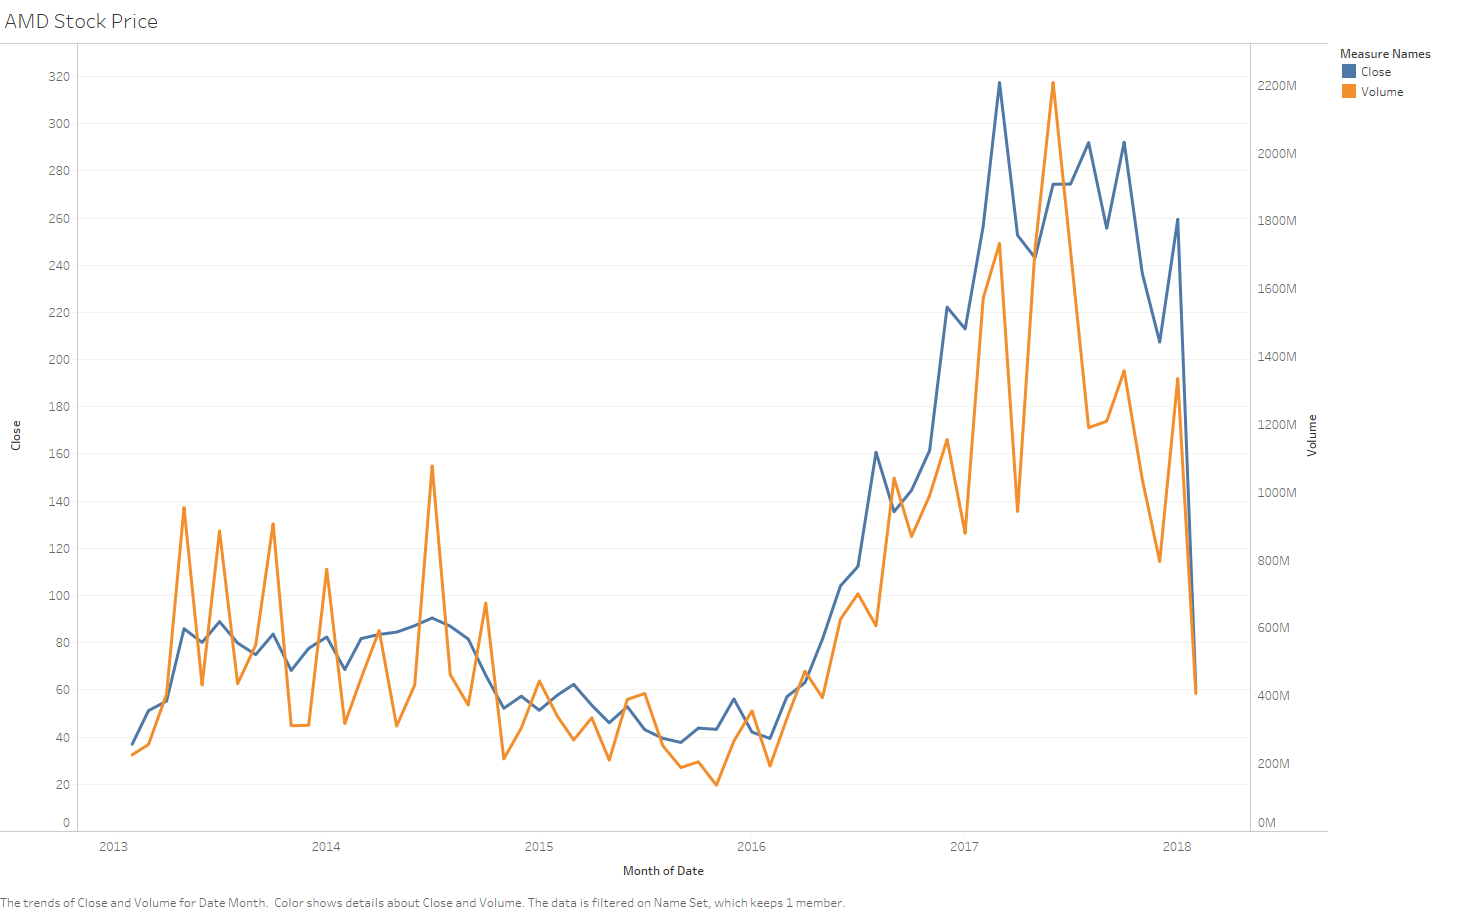 AMD Stock Price
Measure Names
Close
Volume
320
300
280
260
240
220
200
180
160
140
120
100
80
60
40
20
0
Close
2200M
2000M
1800M
1600M
1400M
1200M
1000M
800M
600M
400M
200M
0M
Volume
2013 2014 2015 2016 2017 2018
Month of Date
The trends of Close and Volume for Date Month. Color shows details about Close and Volume. The data is filtered on Name Set, which keeps 1 member.